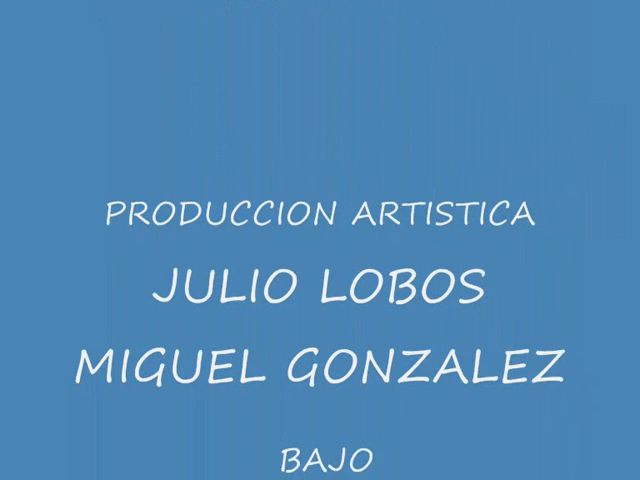 PRODUCCION ARTISTICA
JULIO LOBOS
MIGUEL GONZALEZ
BAJO